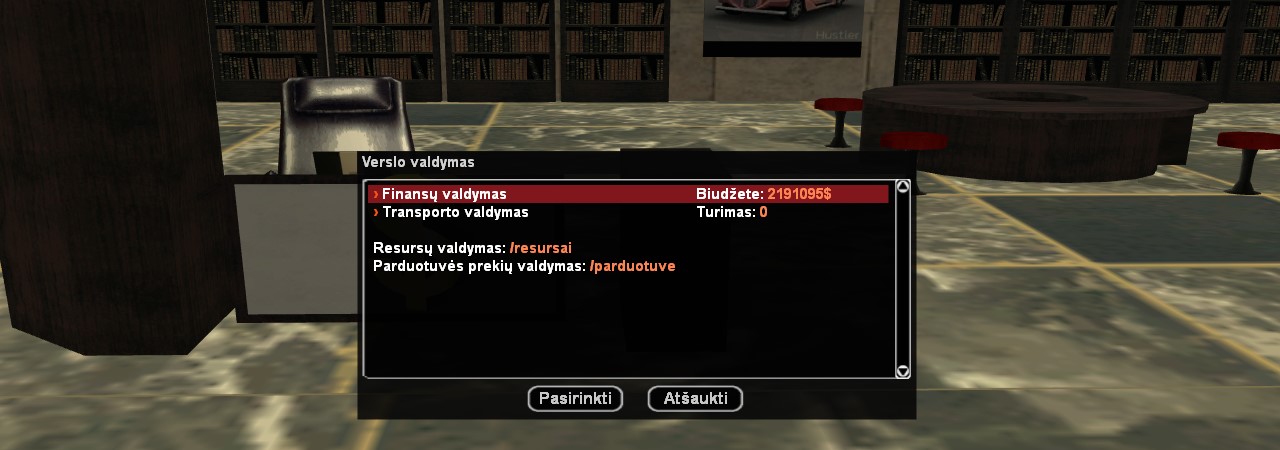 Hustler
Verslo valdymas
› Finansų valdymas Biudžete: 2191095$
› Transporto valdymas Turimas: 0
Resursų valdymas: /resursai
Parduotuvės prekių valdymas: /parduotuve
Pasirinkti Atšaukti